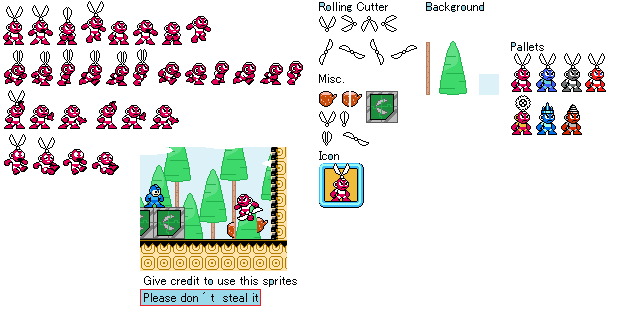 Rolling Cutter
Background
Pallets
Misc.
Icon
Give credit to use this sprites
Please don´t steal it